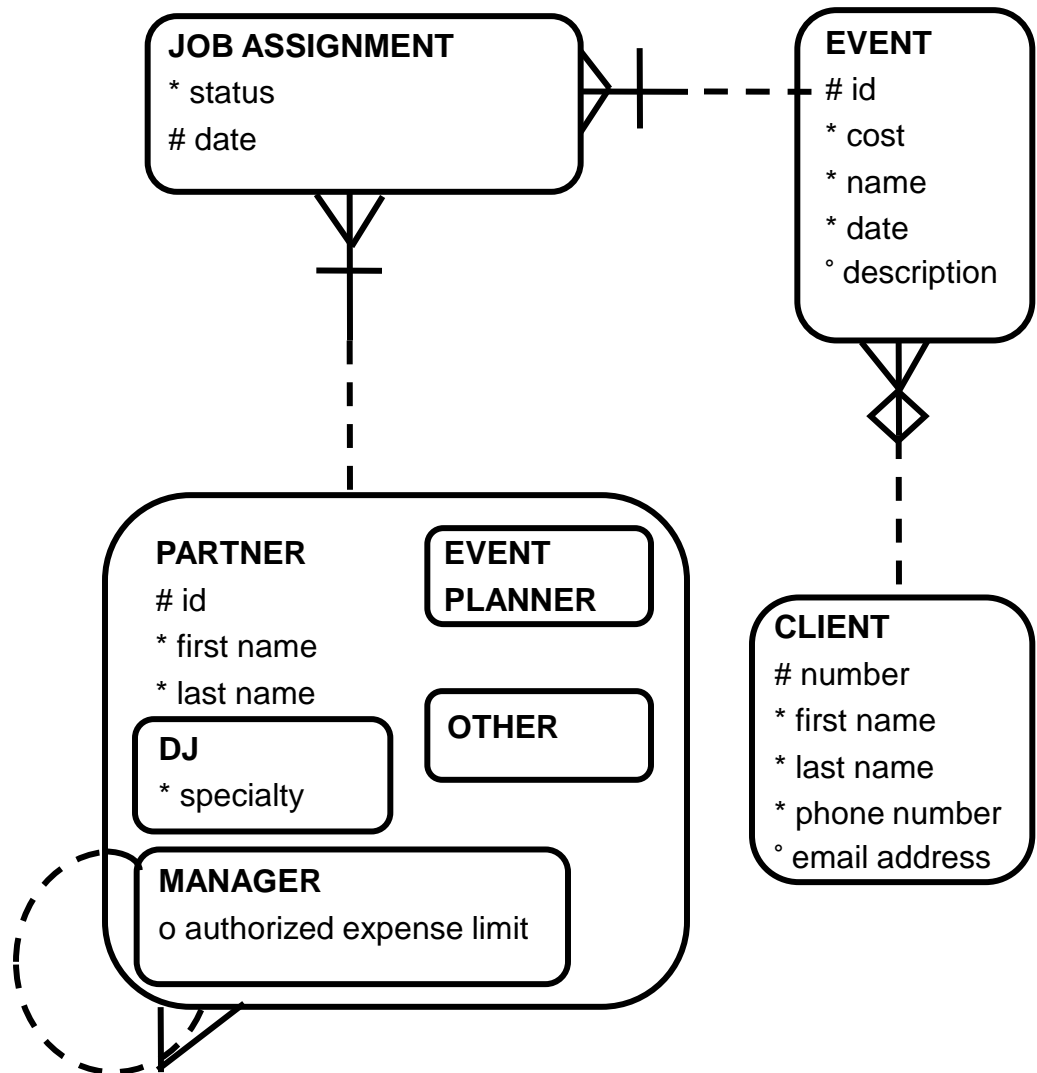 JOB ASSIGNMENT
* status
# date
EVENT
# id
* cost
* name
* date
° description
PARTNER
# id
* first name
* last name
EVENT
PLANNER
OTHER
DJ
* specialty
MANAGER
o authorized expense limit
CLIENT
# number
* first name
* last name
* phone number
° email address